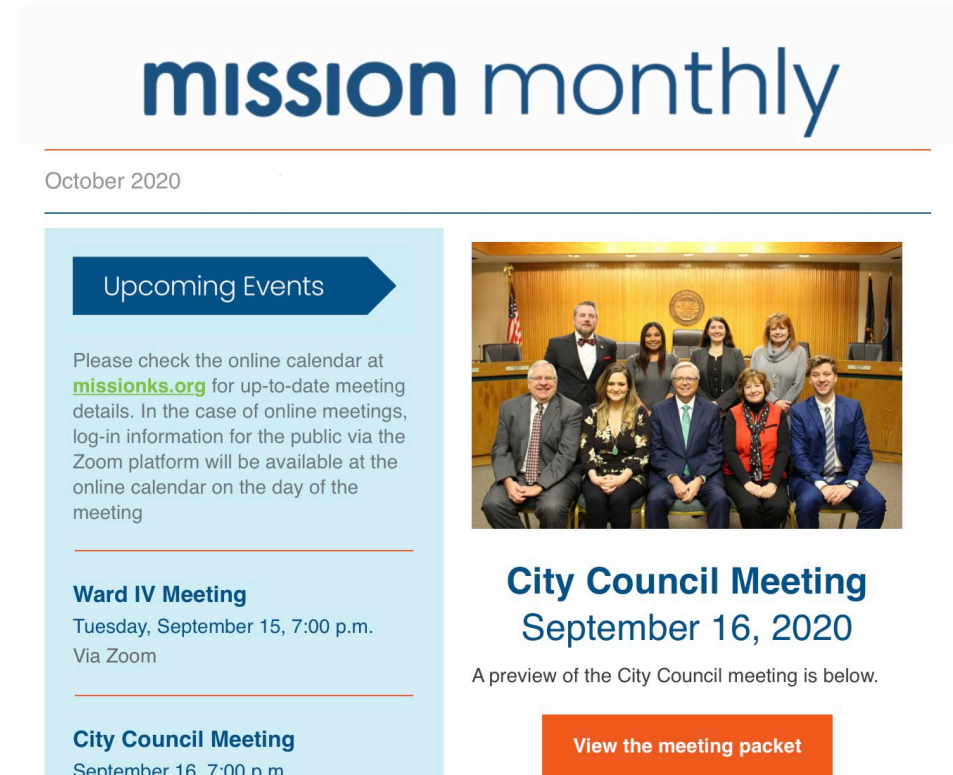 mission monthly
October 2020
Upcoming Events
Please check the online calendar at
missionks.org for up-to-date meeting
details. In the case of online meetings,
log-in information for the public via the
Zoom platform will be available at the
online calendar on the day of the
meeting
Ward IV Meeting
Tuesday, September 15, 7:00 p.m.
Via Zoom
City Council Meeting
September 16, 7:00 p.m.
City Council Meeting
September 16, 2020
A preview of the City Council meeting is below.
View the meeting packet